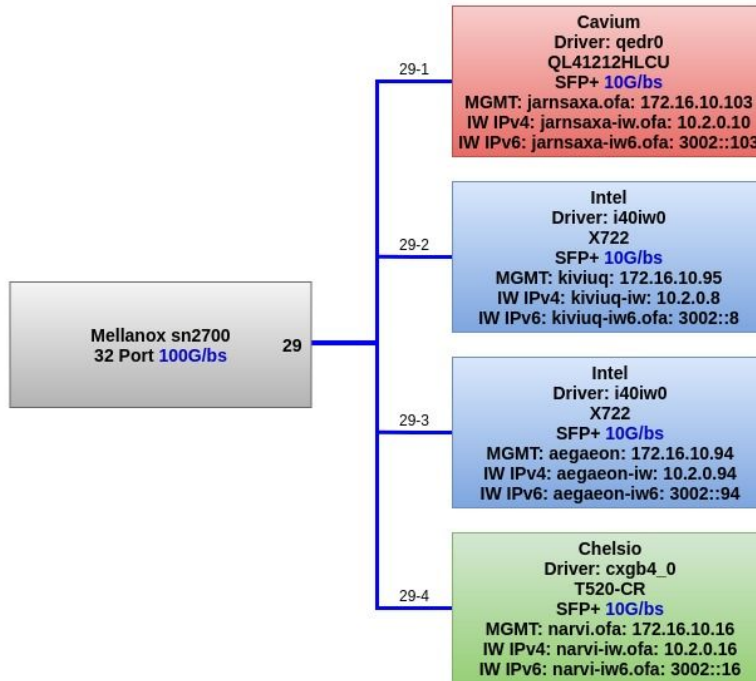 Mellanox sn2700
32 Port 100G/bs
29
29-1
Cavium
Driver: qedr0
QL41212HLCU
SFP+ 10G/bs
MGMT: jarnsaxa.ofa: 172.16.10.103
IW IPv4: jarnsaxa-iw.ofa: 10.2.0.10
IW IPv6: jarnsaxa-iw6.ofa: 3002::103
29-2
Intel
Driver: i40iw0
X722
SFP+ 10G/bs
MGMT: kiviuq: 172.16.10.95
IW IPv4: kiviuq-iw: 10.2.0.8
IW IPv6: kiviuq-iw6.ofa: 3002::8
29-3
Intel
Driver: i40iw0
X722
SFP+ 10G/bs
MGMT: aegaeon: 172.16.10.94
IW IPv4: aegaeon-iw: 10.2.0.94
IW IPv6: aegaeon-iw6: 3002::94
29-4
Chelsio
Driver: cxgb4_0
T520-CR
SFP+ 10G/bs
MGMT: narvi.ofa: 172.16.10.16
IW IPv4: narvi-iw.ofa: 10.2.0.16
IW IPv6: narvi-iw6.ofa: 3002::16